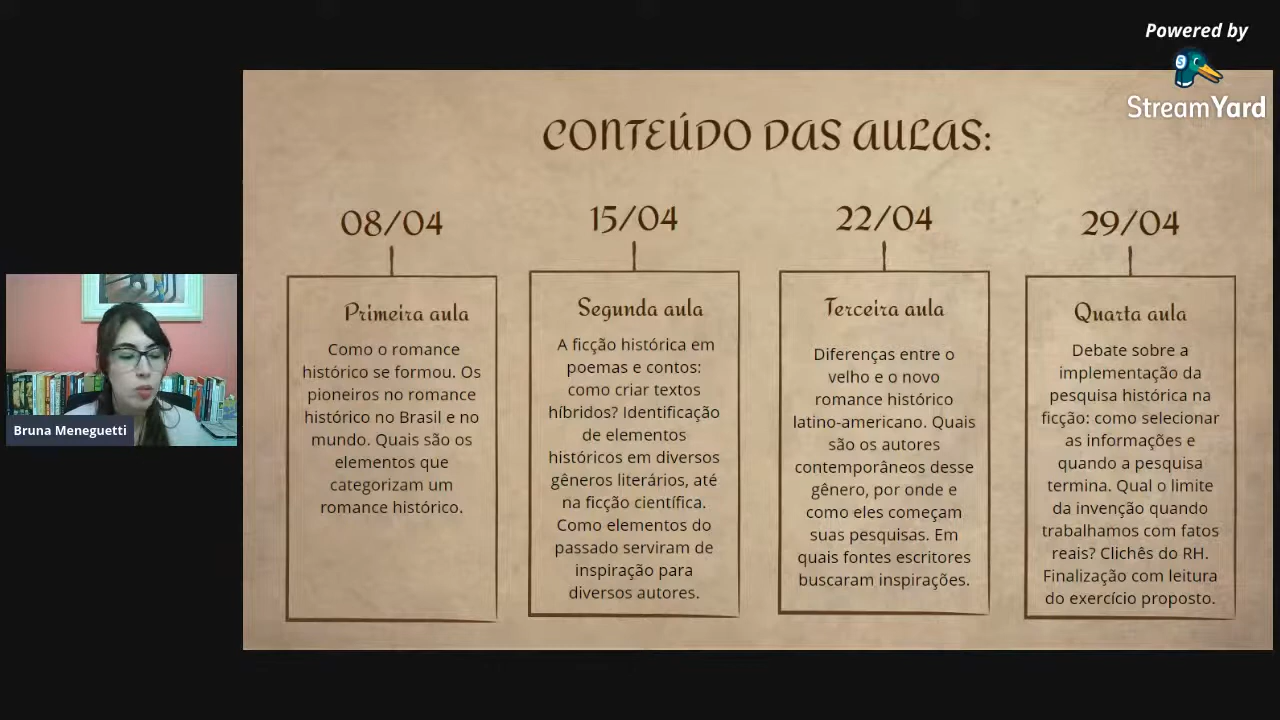 Powered by
StreamYard
CONTEÚDO DAS AULAS:
08/04
Primeira aula
Como o romance
histórico se formou. Os
pioneiros no romance
histórico no Brasil e no
mundo. Quais são os
elementos que
categorizam um
romance histórico.
15/04
Segunda aula
A ficção histórica em
poemas e contos:
como criar textos
híbridos? Identificação
de elementos
históricos em diversos
gêneros literários, até
na ficção científica.
Como elementos do
passado serviram de
inspiração para
diversos autores.
22/04
Terceira aula
Diferenças entre o
velho e o novo
romance histórico
latino-americano. Quais
são os autores
contemporâneos desse
gênero, por onde e
como eles começam
suas pesquisas. Em
quais fontes escritores
buscaram inspirações.
29/04
Quarta aula
Debate sobre a
implementação da
pesquisa histórica na
ficção: como selecionar
as informações e
quando a pesquisa
termina. Qual o limite
da invenção quando
trabalhamos com fatos
reais? Clichês do RH.
Finalização com leitura
do exercício proposto.
Bruna Meneguetti